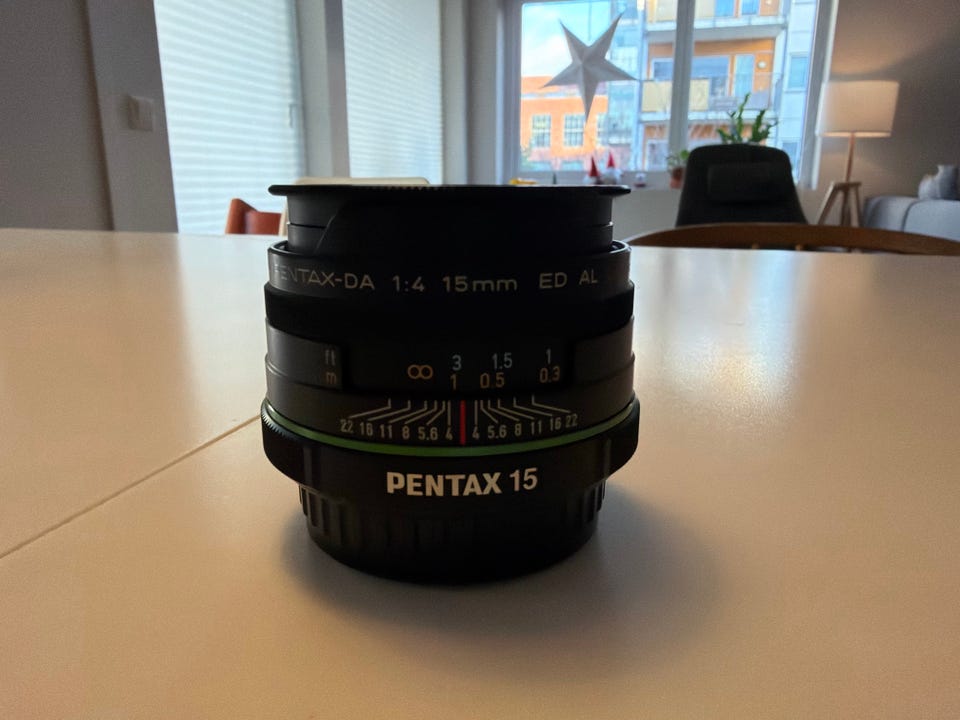 PENTAX-DA 1:4 15mm ED AL
ft ∞ 3 1.5 1
m 1 0.5 0.3
22 16 11 8 5.6 4 4 5.6 8 11 16 22
PENTAX 15